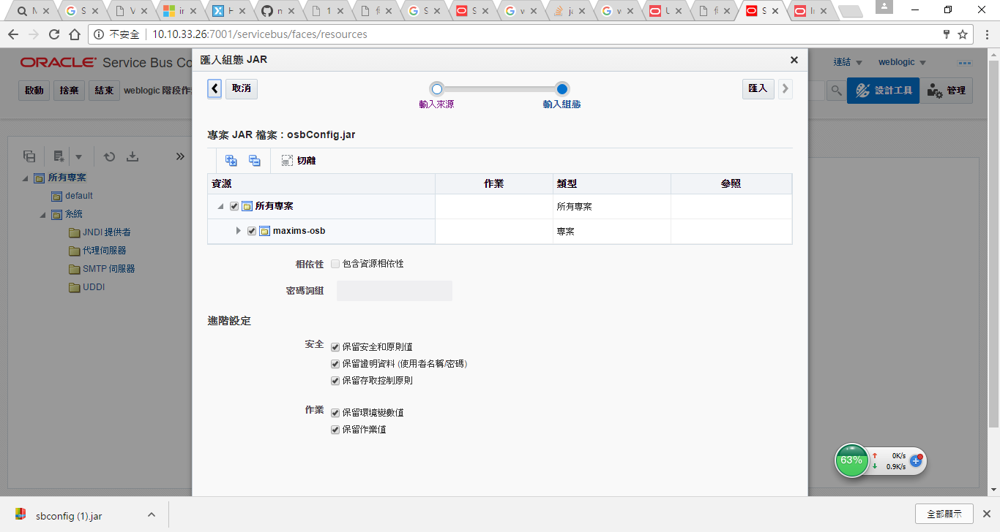 M
S
V
in
H
n
1
fi
S
S
w
ja
w
U
fi
S
In
不安全 10.10.33.26:7001/servicebus/faces/resources
ORACLE® Service Bus Co
匯入組態 JAR
連結
weblogic
啟動
捨棄
結束
weblogic 階段作
取消
輸入來源
輸入組態
匯入
設計工具
管理
專案 JAR 檔案 : osbConfig.jar
切離
資源 作業 類型 參照
所有專案 所有專案
maxims-osb 專案
所有專案
default
系統
JNDI 提供者
代理伺服器
SMTP 伺服器
UDDI
相依性 包含資源相依性
密碼詞組
進階設定
安全 保留安全和原則值
保留證明資料 (使用者名稱/密碼)
保留存取控制原則
作業 保留環境變數值
保留作業值
63%
0K/s
0.9K/s
sbconfig (1).jar
全部顯示